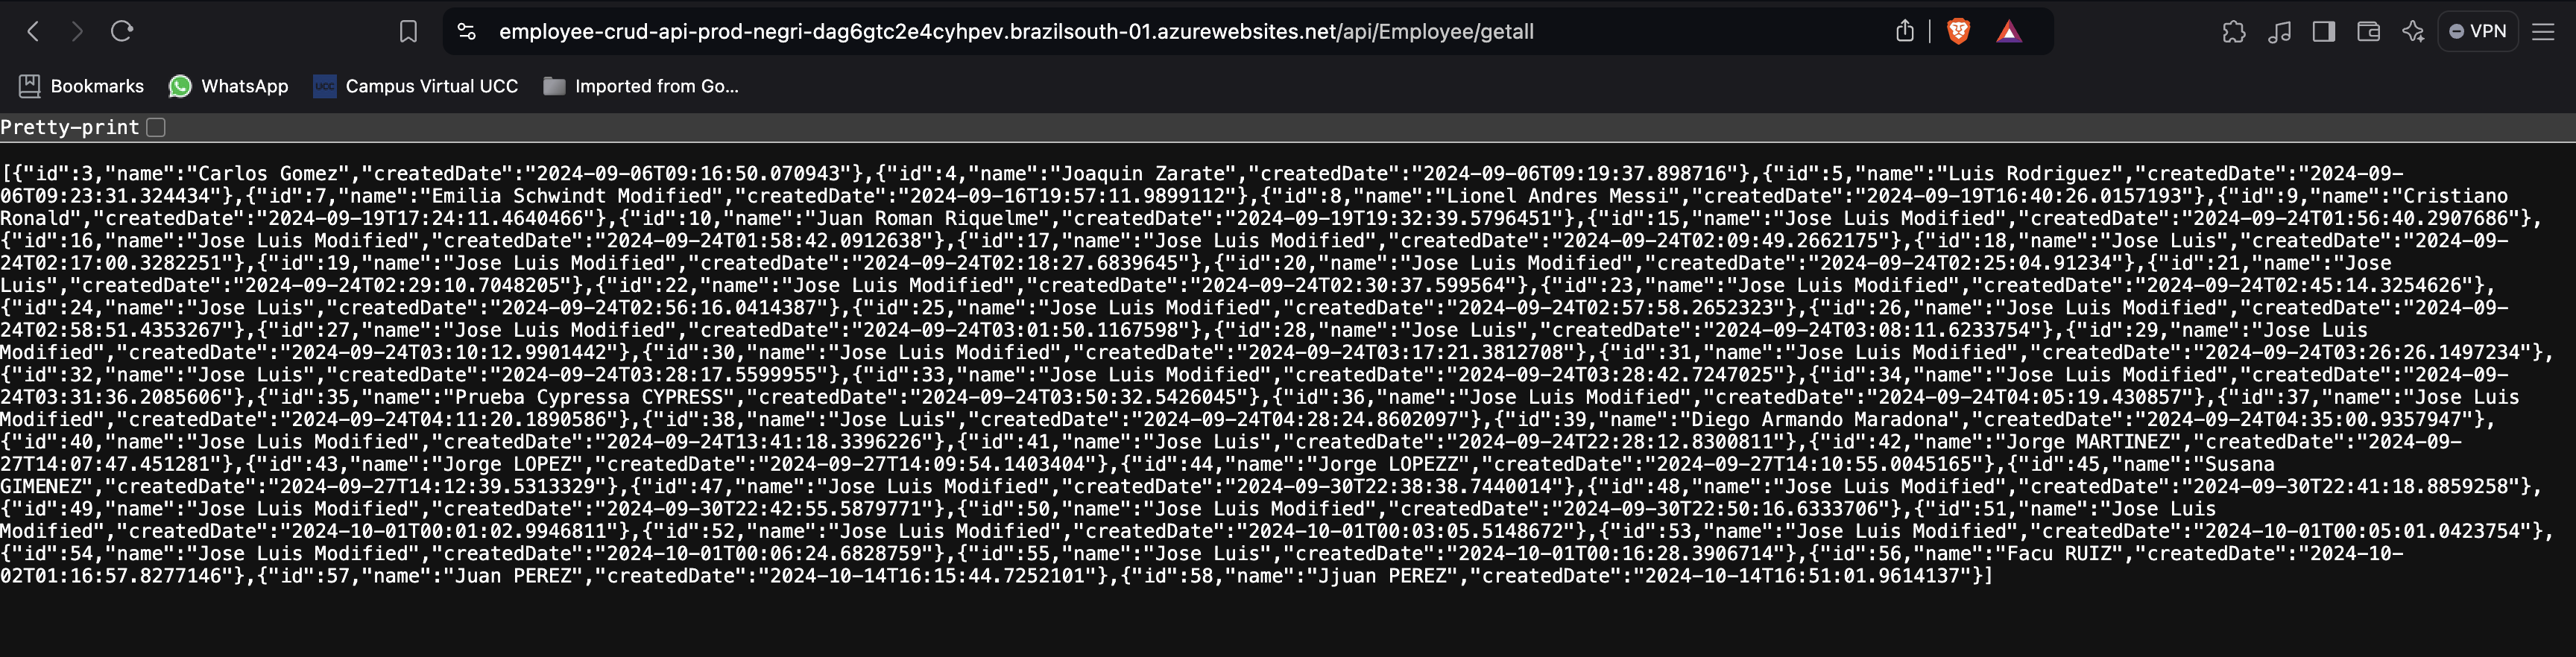 employee-crud-api-prod-negri-dag6gtc2e4cyhpev.brazilsouth-01.azurewebsites.net/api/Employee/getall
VPN
Bookmarks WhatsApp UCC Campus Virtual UCC Imported from Go...
Pretty-print
[{"id":3,"name":"Carlos Gomez","createdDate":"2024-09-06T09:16:50.070943"},{"id":4,"name":"Joaquin Zarate","createdDate":"2024-09-06T09:19:37.898716"},{"id":5,"name":"Luis Rodriguez","createdDate":"2024-09-
06T09:23:31.324434"},{"id":7,"name":"Emilia Schwindt Modified","createdDate":"2024-09-16T19:57:11.9899112"},{"id":8,"name":"Lionel Andres Messi","createdDate":"2024-09-19T16:40:26.0157193"},{"id":9,"name":"Cristiano
Ronald","createdDate":"2024-09-19T17:24:11.4640466"},{"id":10,"name":"Juan Roman Riquelme","createdDate":"2024-09-19T19:32:39.5796451"},{"id":15,"name":"Jose Luis Modified","createdDate":"2024-09-24T01:56:40.2907686"},
{"id":16,"name":"Jose Luis Modified","createdDate":"2024-09-24T01:58:42.0912638"},{"id":17,"name":"Jose Luis Modified","createdDate":"2024-09-24T02:09:49.2662175"},{"id":18,"name":"Jose Luis","createdDate":"2024-09-
24T02:17:00.3282251"},{"id":19,"name":"Jose Luis Modified","createdDate":"2024-09-24T02:18:27.6839645"},{"id":20,"name":"Jose Luis Modified","createdDate":"2024-09-24T02:25:04.91234"},{"id":21,"name":"Jose
Luis","createdDate":"2024-09-24T02:29:10.7048205"},{"id":22,"name":"Jose Luis Modified","createdDate":"2024-09-24T02:30:37.599564"},{"id":23,"name":"Jose Luis Modified","createdDate":"2024-09-24T02:45:14.3254626"},
{"id":24,"name":"Jose Luis","createdDate":"2024-09-24T02:56:16.0414387"},{"id":25,"name":"Jose Luis Modified","createdDate":"2024-09-24T02:57:58.2652323"},{"id":26,"name":"Jose Luis Modified","createdDate":"2024-09-
24T02:58:51.4353267"},{"id":27,"name":"Jose Luis Modified","createdDate":"2024-09-24T03:01:50.1167598"},{"id":28,"name":"Jose Luis","createdDate":"2024-09-24T03:08:11.6233754"},{"id":29,"name":"Jose Luis
Modified","createdDate":"2024-09-24T03:10:12.9901442"},{"id":30,"name":"Jose Luis Modified","createdDate":"2024-09-24T03:17:21.3812708"},{"id":31,"name":"Jose Luis Modified","createdDate":"2024-09-24T03:26:26.1497234"},
{"id":32,"name":"Jose Luis","createdDate":"2024-09-24T03:28:17.5599955"},{"id":33,"name":"Jose Luis Modified","createdDate":"2024-09-24T03:28:42.7247025"},{"id":34,"name":"Jose Luis Modified","createdDate":"2024-09-
24T03:31:36.2085606"},{"id":35,"name":"Prueba Cypressa CYPRESS","createdDate":"2024-09-24T03:50:32.5426045"},{"id":36,"name":"Jose Luis Modified","createdDate":"2024-09-24T04:05:19.430857"},{"id":37,"name":"Jose Luis
Modified","createdDate":"2024-09-24T04:11:20.1890586"},{"id":38,"name":"Jose Luis","createdDate":"2024-09-24T04:28:24.8602097"},{"id":39,"name":"Diego Armando Maradona","createdDate":"2024-09-24T04:35:00.9357947"},
{"id":40,"name":"Jose Luis Modified","createdDate":"2024-09-24T13:41:18.3396226"},{"id":41,"name":"Jose Luis","createdDate":"2024-09-24T22:28:12.8300811"},{"id":42,"name":"Jorge MARTINEZ","createdDate":"2024-09-
27T14:07:47.451281"},{"id":43,"name":"Jorge LOPEZ","createdDate":"2024-09-27T14:09:54.1403404"},{"id":44,"name":"Jorge LOPEZZ","createdDate":"2024-09-27T14:10:55.0045165"},{"id":45,"name":"Susana
GIMENEZ","createdDate":"2024-09-27T14:12:39.5313329"},{"id":47,"name":"Jose Luis Modified","createdDate":"2024-09-30T22:38:38.7440014"},{"id":48,"name":"Jose Luis Modified","createdDate":"2024-09-30T22:41:18.8859258"},
{"id":49,"name":"Jose Luis Modified","createdDate":"2024-09-30T22:42:55.5879771"},{"id":50,"name":"Jose Luis Modified","createdDate":"2024-09-30T22:50:16.6333706"},{"id":51,"name":"Jose Luis
Modified","createdDate":"2024-10-01T00:01:02.9946811"},{"id":52,"name":"Jose Luis Modified","createdDate":"2024-10-01T00:03:05.5148672"},{"id":53,"name":"Jose Luis Modified","createdDate":"2024-10-01T00:05:01.0423754"},
{"id":54,"name":"Jose Luis Modified","createdDate":"2024-10-01T00:06:24.6828759"},{"id":55,"name":"Jose Luis","createdDate":"2024-10-01T00:16:28.3906714"},{"id":56,"name":"Facu RUIZ","createdDate":"2024-10-
02T01:16:57.8277146"},{"id":57,"name":"Juan PEREZ","createdDate":"2024-10-14T16:15:44.7252101"},{"id":58,"name":"Jjuan PEREZ","createdDate":"2024-10-14T16:51:01.9614137"}]